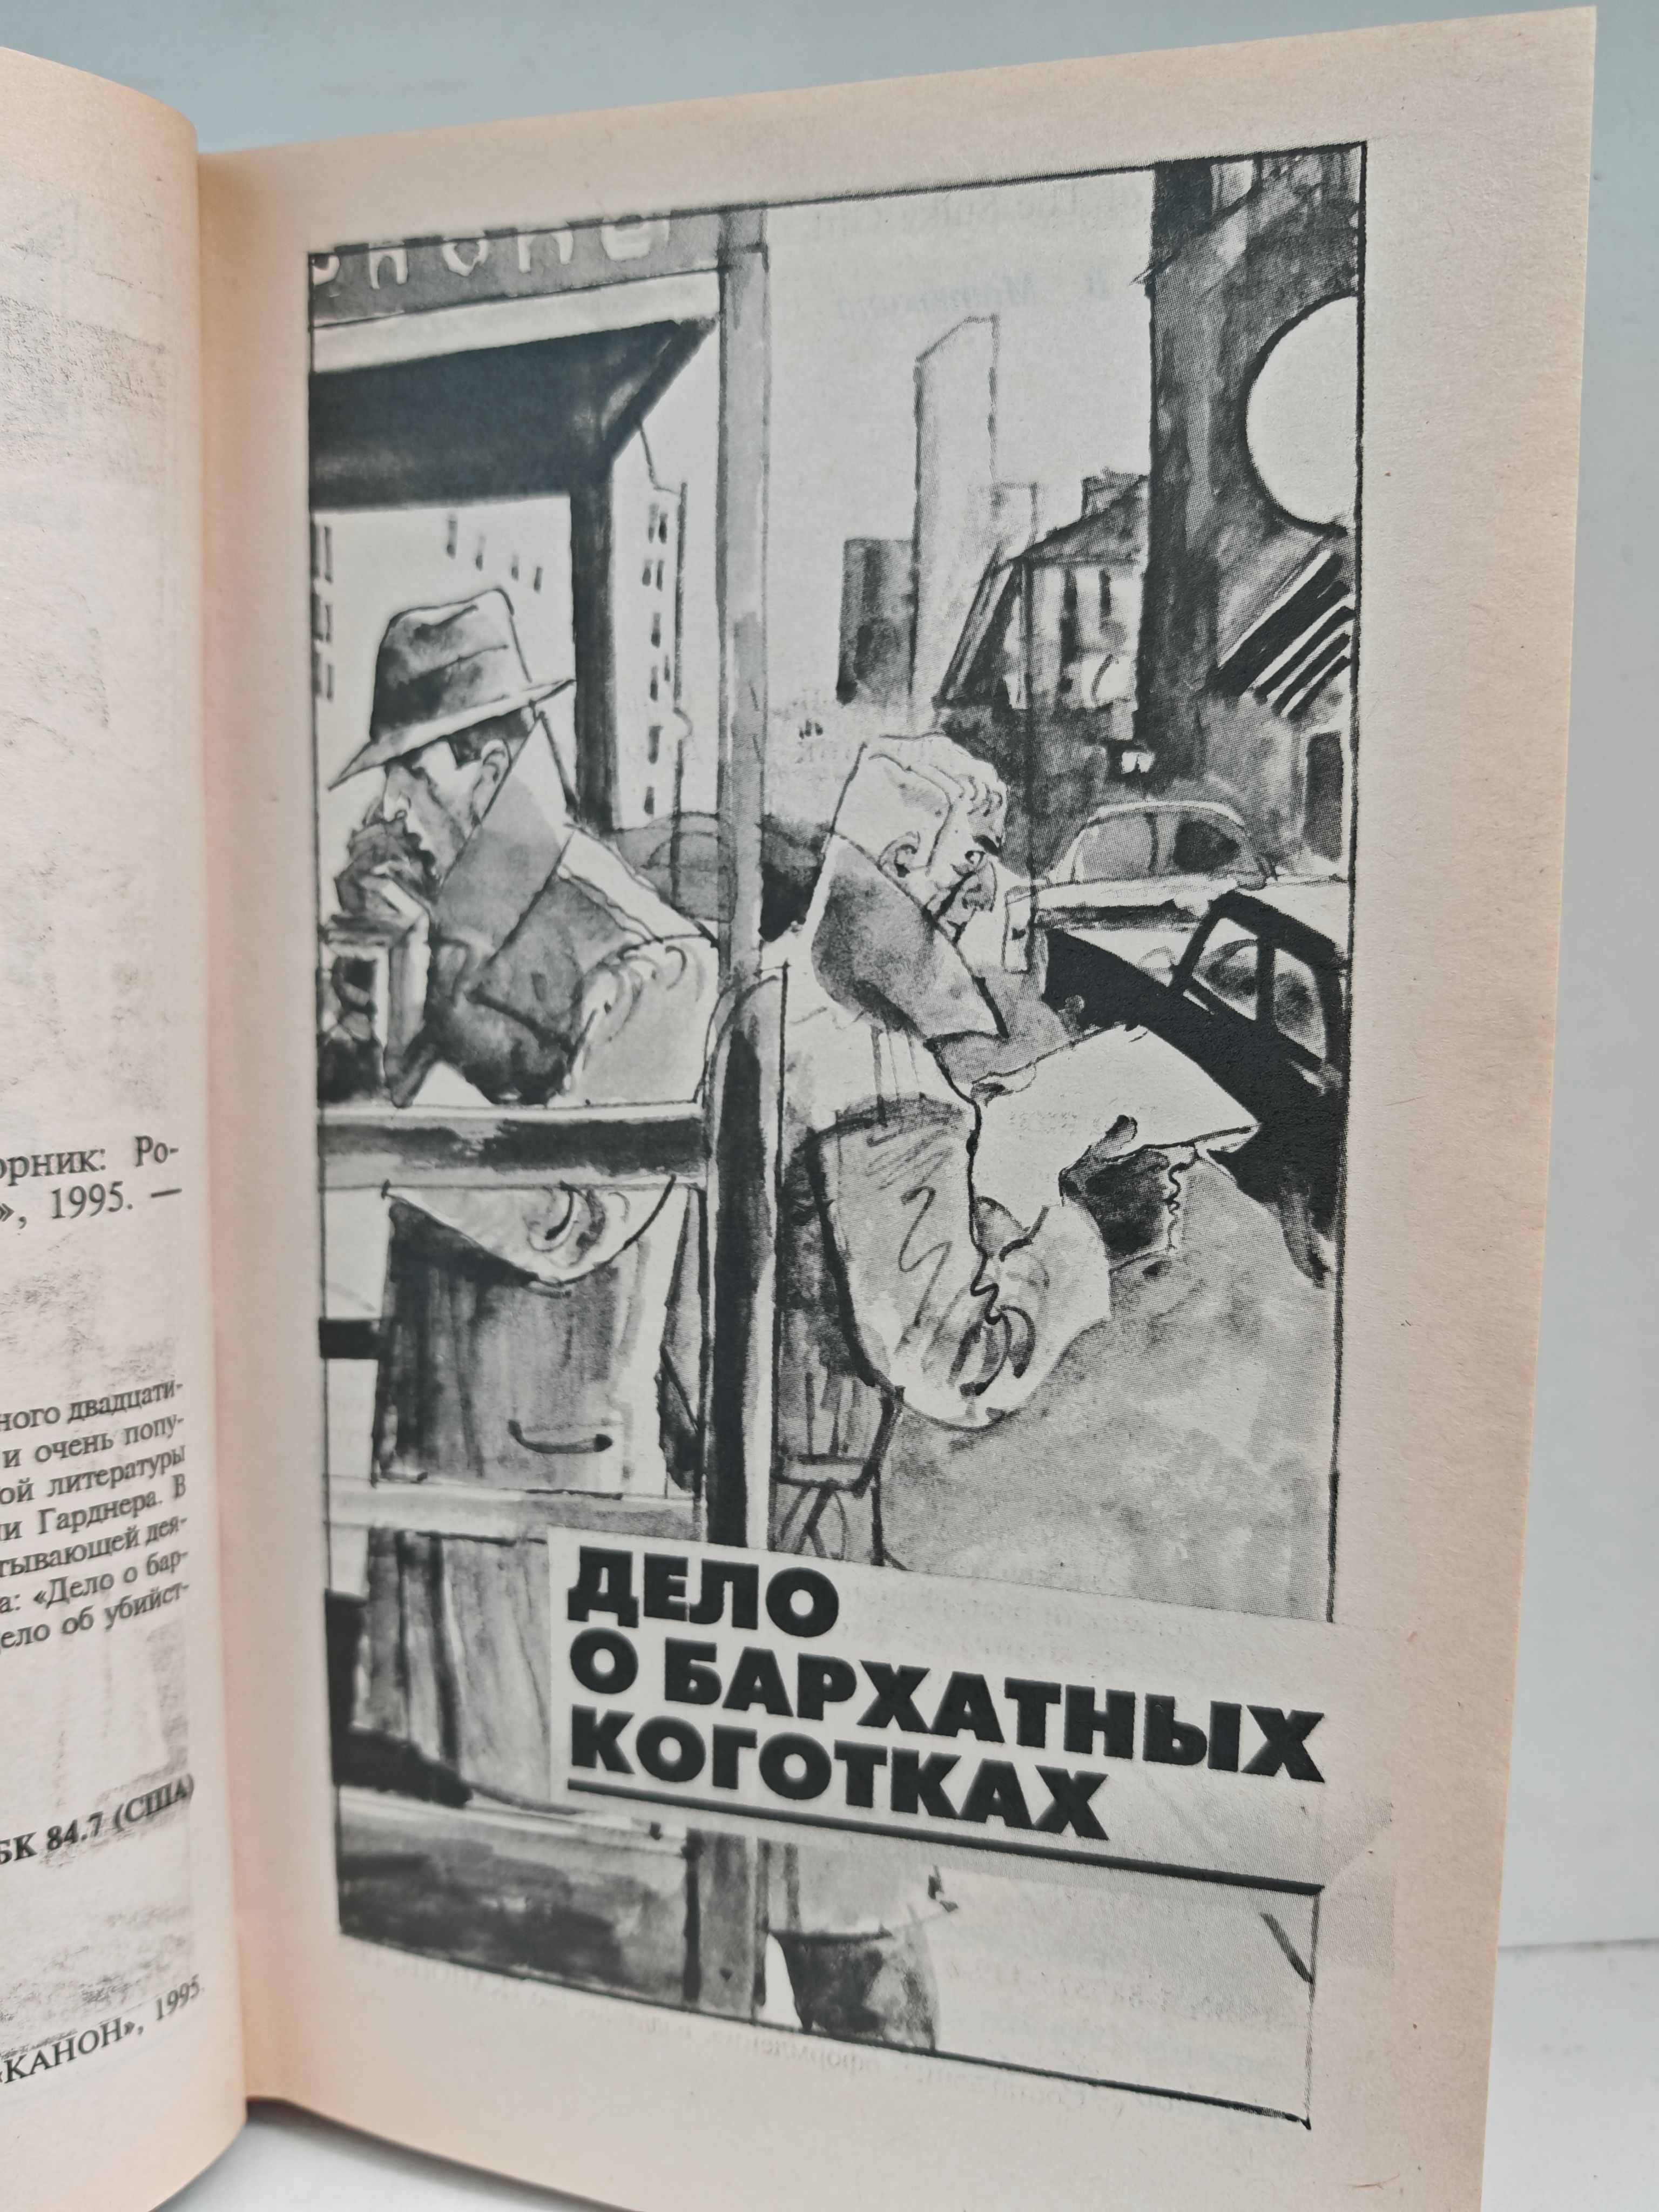 орник: Ро-
», 1995. —
ного двадцати-
и очень попу-
ой литературы
ли Гарднера. В
тывающей дея-
а: «Дело о бар-
ело об убийст-
БК 84.7 (США)
«КАНОН», 1995.
ДЕЛО
О БАРХАТНЫХ
КОГОТКАХ